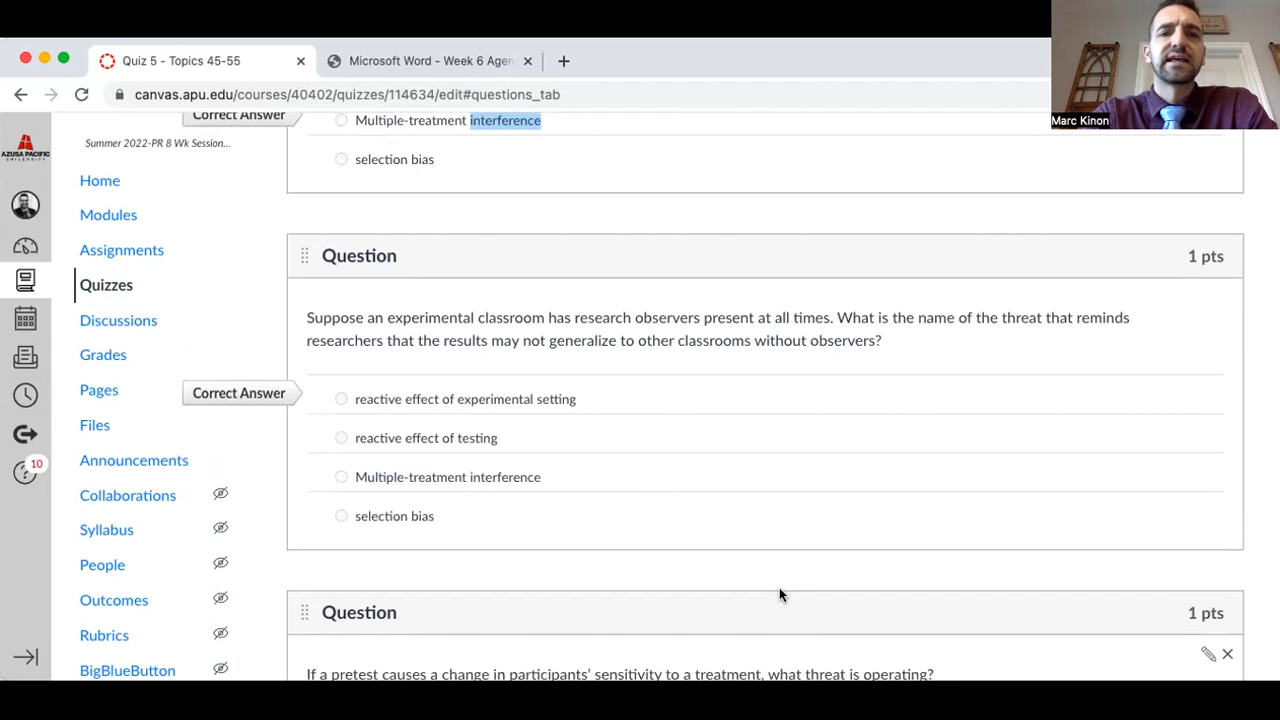 Quiz 5 - Topics 45-55
Microsoft Word - Week 6 Agen
canvas.apu.edu/courses/40402/quizzes/114634/edit#questions_tab
Marc Kinon
AZUSA PACIFIC
UNIVERSITY
Summer 2022-PR 8 Wk Session...
Home
Modules
Assignments
Quizzes
Discussions
Grades
Pages
Files
Announcements
Collaborations
Syllabus
People
Outcomes
Rubrics
BigBlueButton
10
Correct Answer
Multiple-treatment interference
selection bias
Question
1 pts
Suppose an experimental classroom has research observers present at all times. What is the name of the threat that reminds
researchers that the results may not generalize to other classrooms without observers?
Correct Answer
reactive effect of experimental setting
reactive effect of testing
Multiple-treatment interference
selection bias
Question
1 pts
If a pretest causes a change in participants' sensitivity to a treatment, what threat is operating?